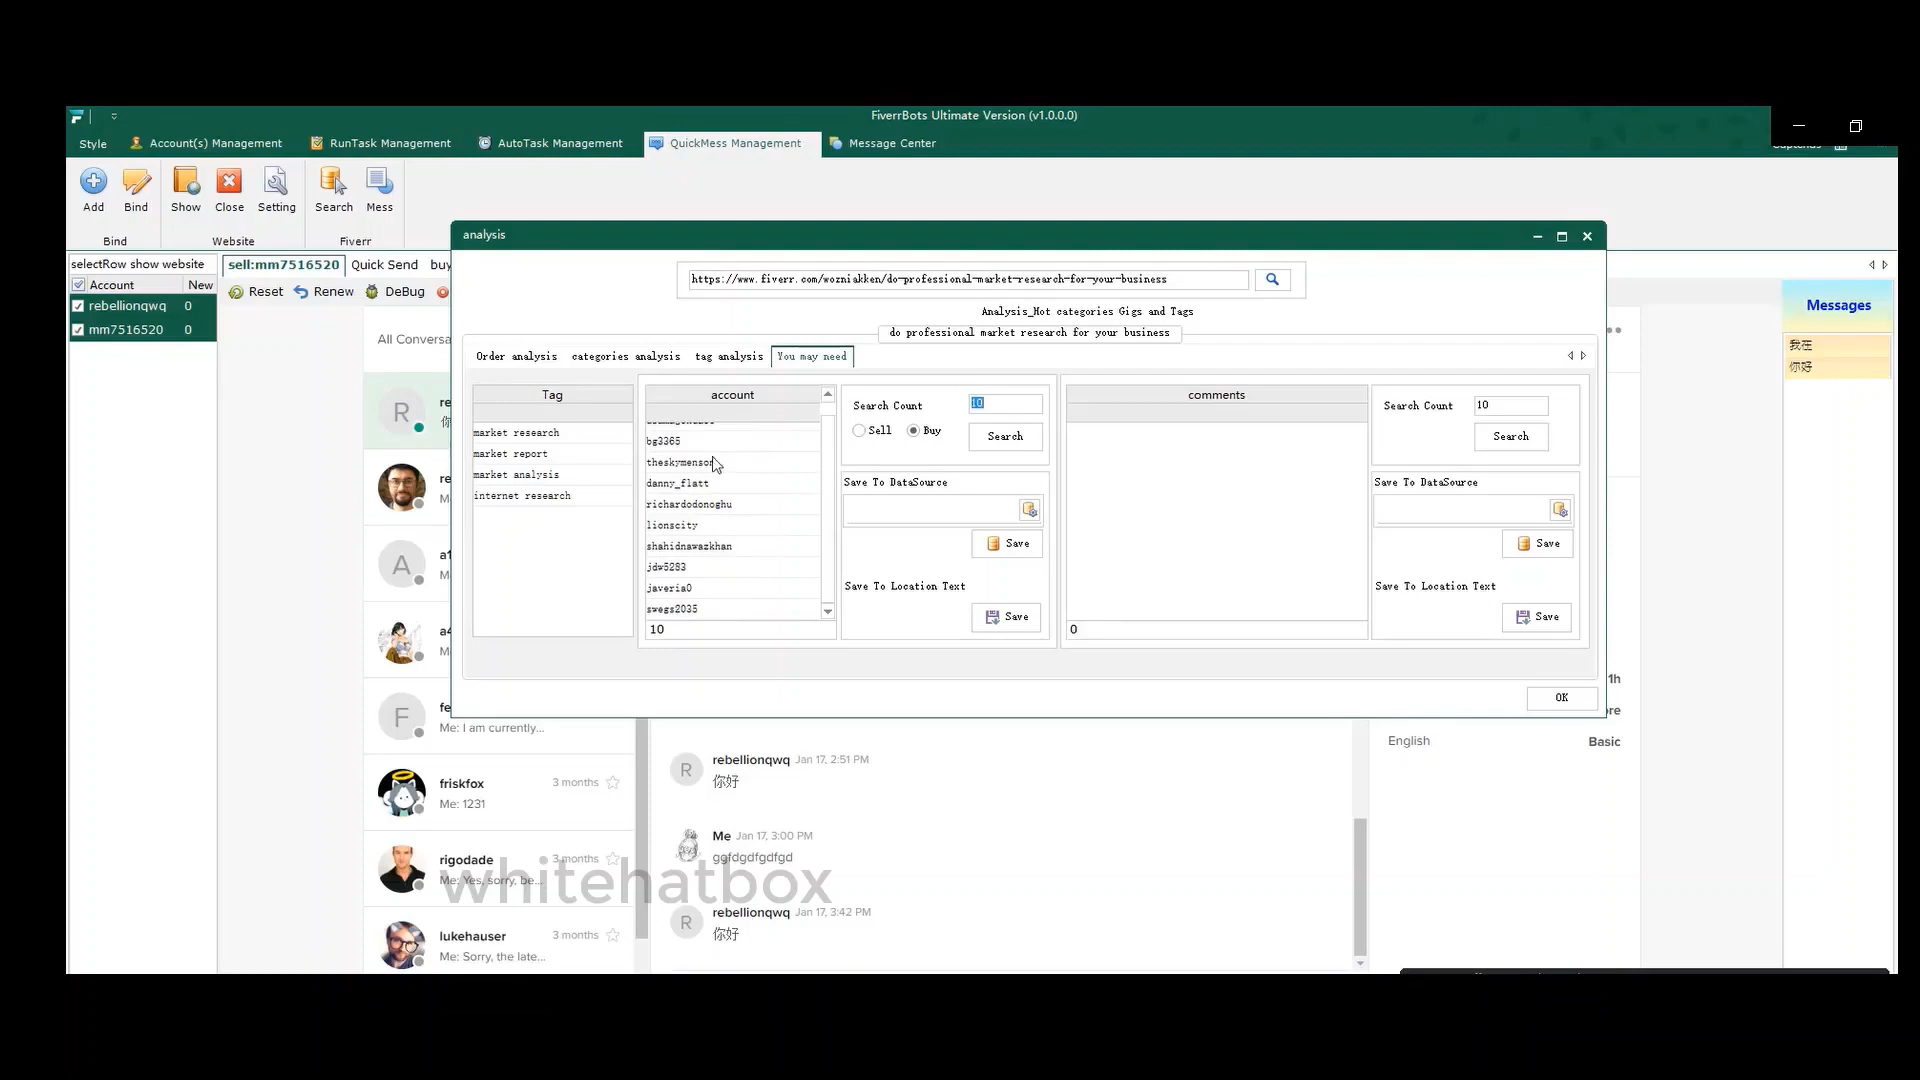 FiverrBots Ultimate Version (v1.0.0.0)
Style
Account(s) Management
RunTask Management
AutoTask Management
QuickMess Management
Message Center
Add
Bind
Show
Close
Setting
Search
Mess
Bind
Website
Fiverr
analysis
selectRow show website
sell:mm7516520
Quick Send
buy
Account
New
Reset
Renew
DeBug
rebellionqwq 0
mm7516520 0
https://www.fiverr.com/wozniakken/do-professional-market-research-for-your-business
Analysis_Hot categories Gigs and Tags
do professional market research for your business
Order analysis
categories analysis
tag analysis
You may need
Tag
market research
market report
market analysis
internet research
account
bg3365
theskymenson
danny_flatt
richardodonoghu
lionscity
shahidnawazkhan
jdw5283
javeria0
swegs2035
10
Search Count
10
Sell
Buy
Search
Save To DataSource
Save
Save To Location Text
Save
comments
0
Search Count
10
Search
Save To DataSource
Save
Save To Location Text
Save
OK
Messages
我在
你好
All Conversa
R
re
你
re
M
A
a1
M
a4
M
F
fe
Me: I am currently...
friskfox
3 months
Me: 1231
rigodade
3 months
Me: Yes, sorry, be...
lukehauser
3 months
Me: Sorry, the late...
R
rebellionqwq Jan 17, 2:51 PM
你好
Me Jan 17, 3:00 PM
ggfdgdfgdfgd
R
rebellionqwq Jan 17, 3:42 PM
你好
1h
re
English
Basic
whitehatbox